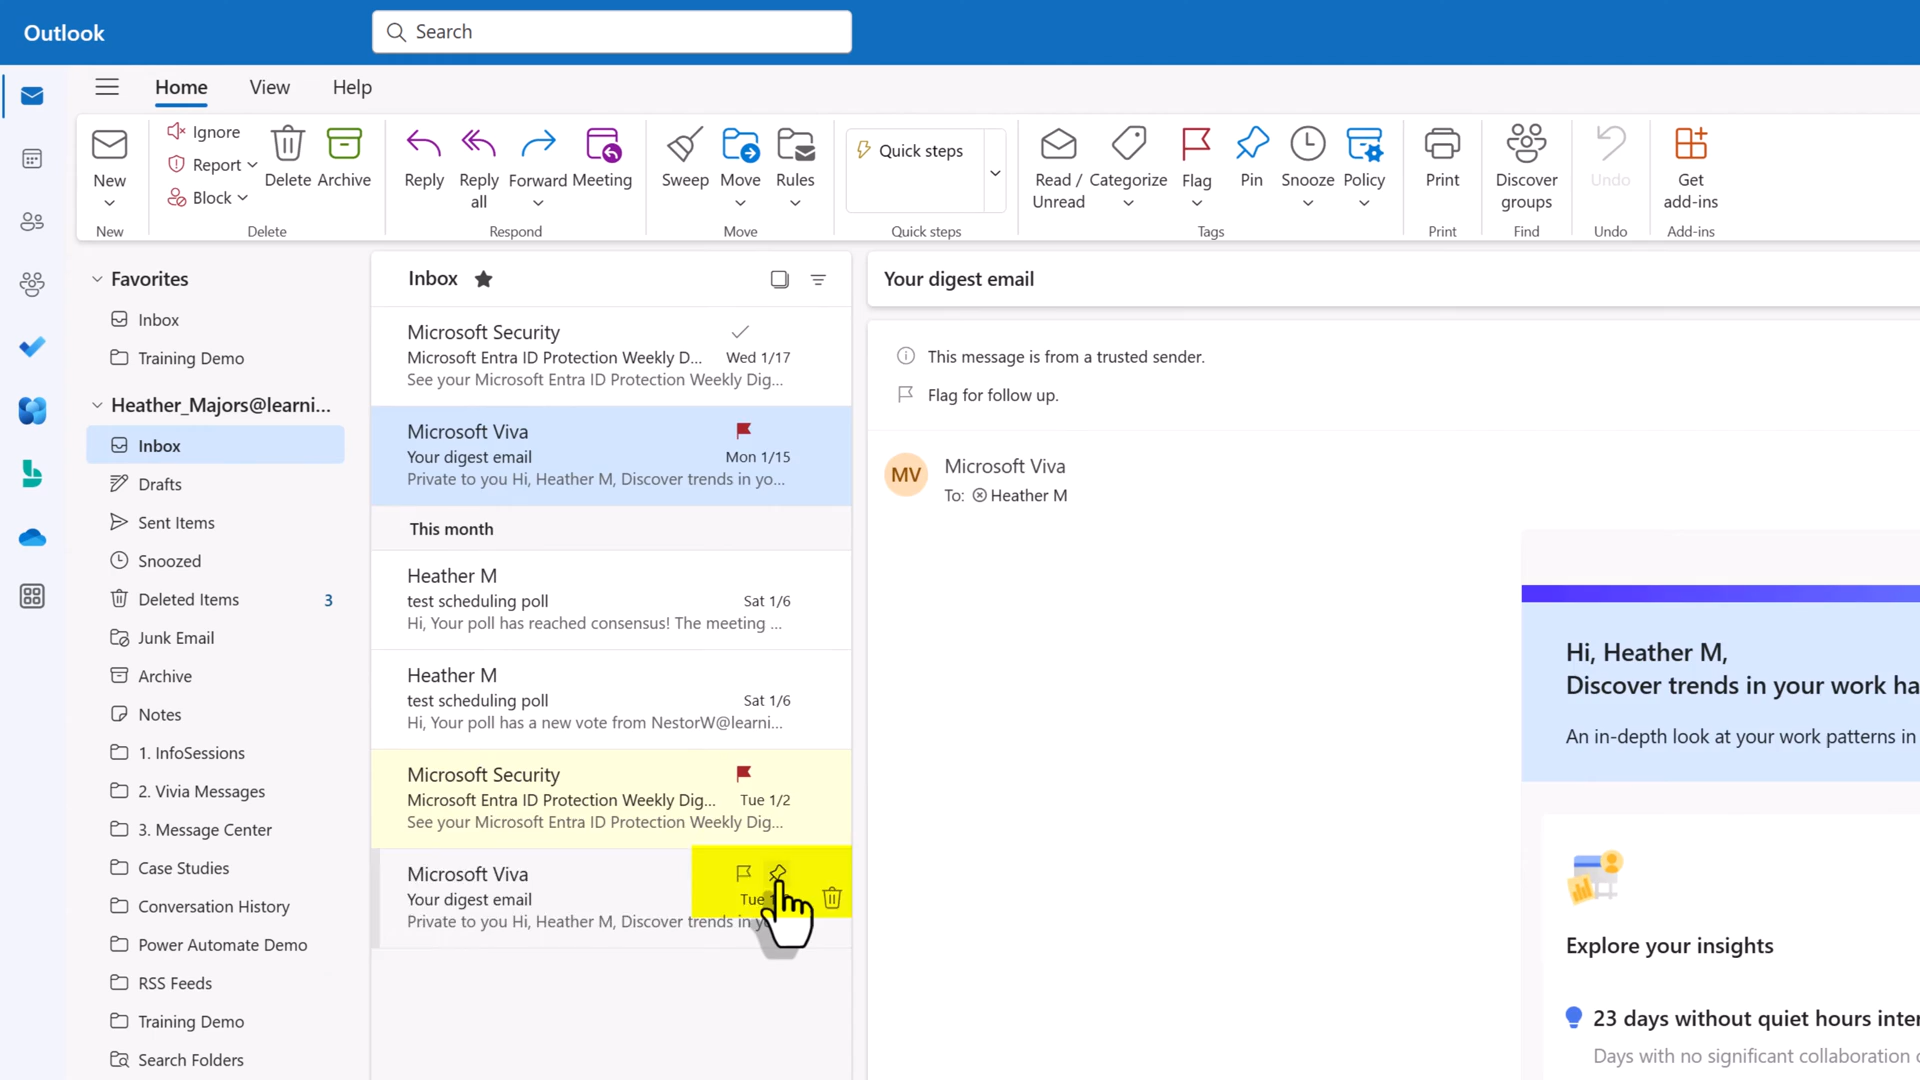 Outlook
Search
Home View Help
New
New
Ignore
Report
Block
Delete
Archive
Delete
Reply
Reply all
Forward
Meeting
Respond
Sweep
Move
Rules
Move
Quick steps
Quick steps
Read / Unread
Categorize
Flag
Pin
Snooze
Policy
Tags
Print
Print
Discover groups
Find
Undo
Undo
Get add-ins
Add-ins
Favorites
Inbox
Training Demo
Heather_Majors@learni...
Inbox
Drafts
Sent Items
Snoozed
Deleted Items 3
Junk Email
Archive
Notes
1. InfoSessions
2. Vivia Messages
3. Message Center
Case Studies
Conversation History
Power Automate Demo
RSS Feeds
Training Demo
Search Folders
Inbox
Microsoft Security
Microsoft Entra ID Protection Weekly D... Wed 1/17
See your Microsoft Entra ID Protection Weekly Dig...
Microsoft Viva
Your digest email Mon 1/15
Private to you Hi, Heather M, Discover trends in yo...
This month
Heather M
test scheduling poll Sat 1/6
Hi, Your poll has reached consensus! The meeting ...
Heather M
test scheduling poll Sat 1/6
Hi, Your poll has a new vote from NestorW@learni...
Microsoft Security
Microsoft Entra ID Protection Weekly Dig... Tue 1/2
See your Microsoft Entra ID Protection Weekly Dig...
Microsoft Viva
Your digest email Tue
Private to you Hi, Heather M, Discover trends in
Your digest email
This message is from a trusted sender.
Flag for follow up.
MV
Microsoft Viva
To: Heather M
Hi, Heather M,
Discover trends in your work ha
An in-depth look at your work patterns in
Explore your insights
23 days without quiet hours inter
Days with no significant collaboration